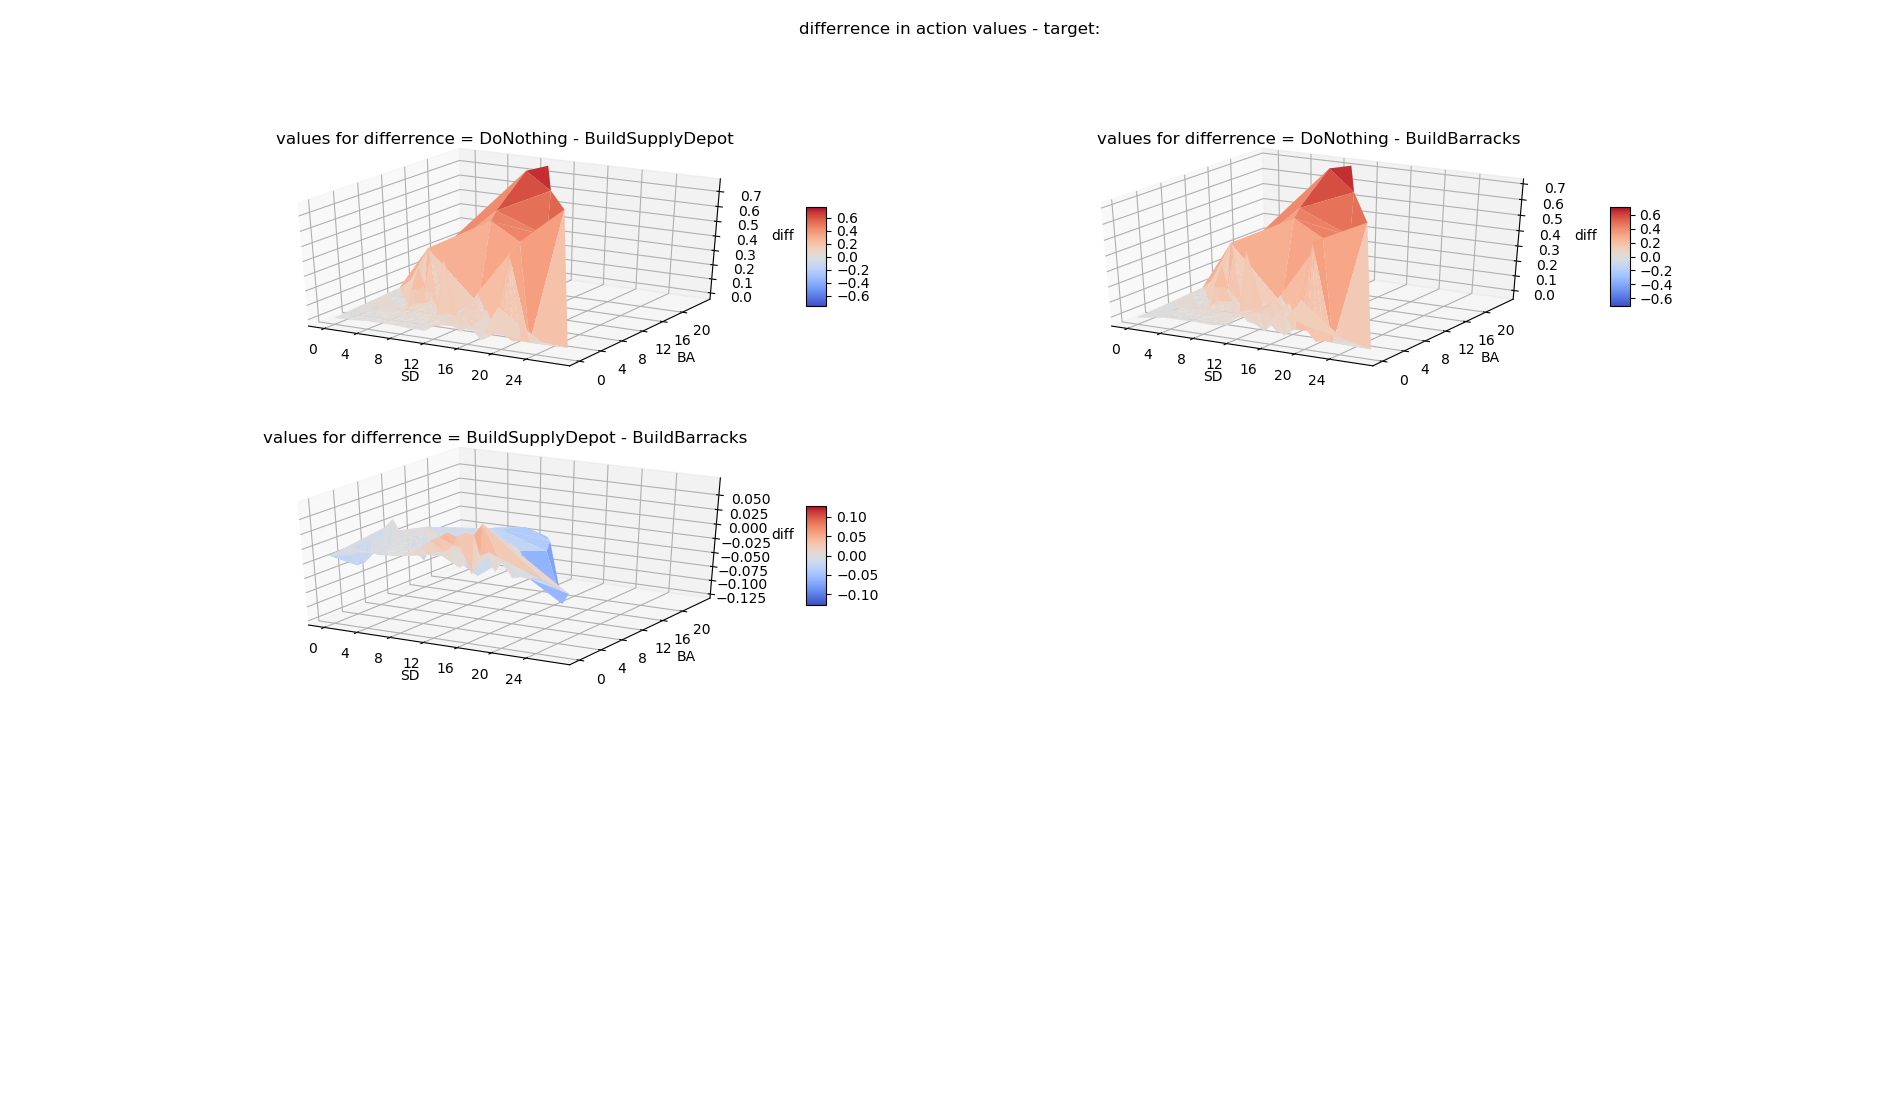 differrence in action values - target:
values for differrence = DoNothing - BuildSupplyDepot
0.7
0.6
0.5
0.4
0.3
0.2
0.1
0.0
diff
0.6
0.4
0.2
0.0
−0.2
−0.4
−0.6
0 4 8 12 16 20 24
SD
0 4 8 12 16 20
BA
values for differrence = DoNothing - BuildBarracks
0.7
0.6
0.5
0.4
0.3
0.2
0.1
0.0
diff
0.6
0.4
0.2
0.0
−0.2
−0.4
−0.6
0 4 8 12 16 20 24
SD
0 4 8 12 16 20
BA
values for differrence = BuildSupplyDepot - BuildBarracks
0.050
0.025
0.000
−0.025
−0.050
−0.075
−0.100
−0.125
diff
0.10
0.05
0.00
−0.05
−0.10
0 4 8 12 16 20 24
SD
0 4 8 12 16 20
BA